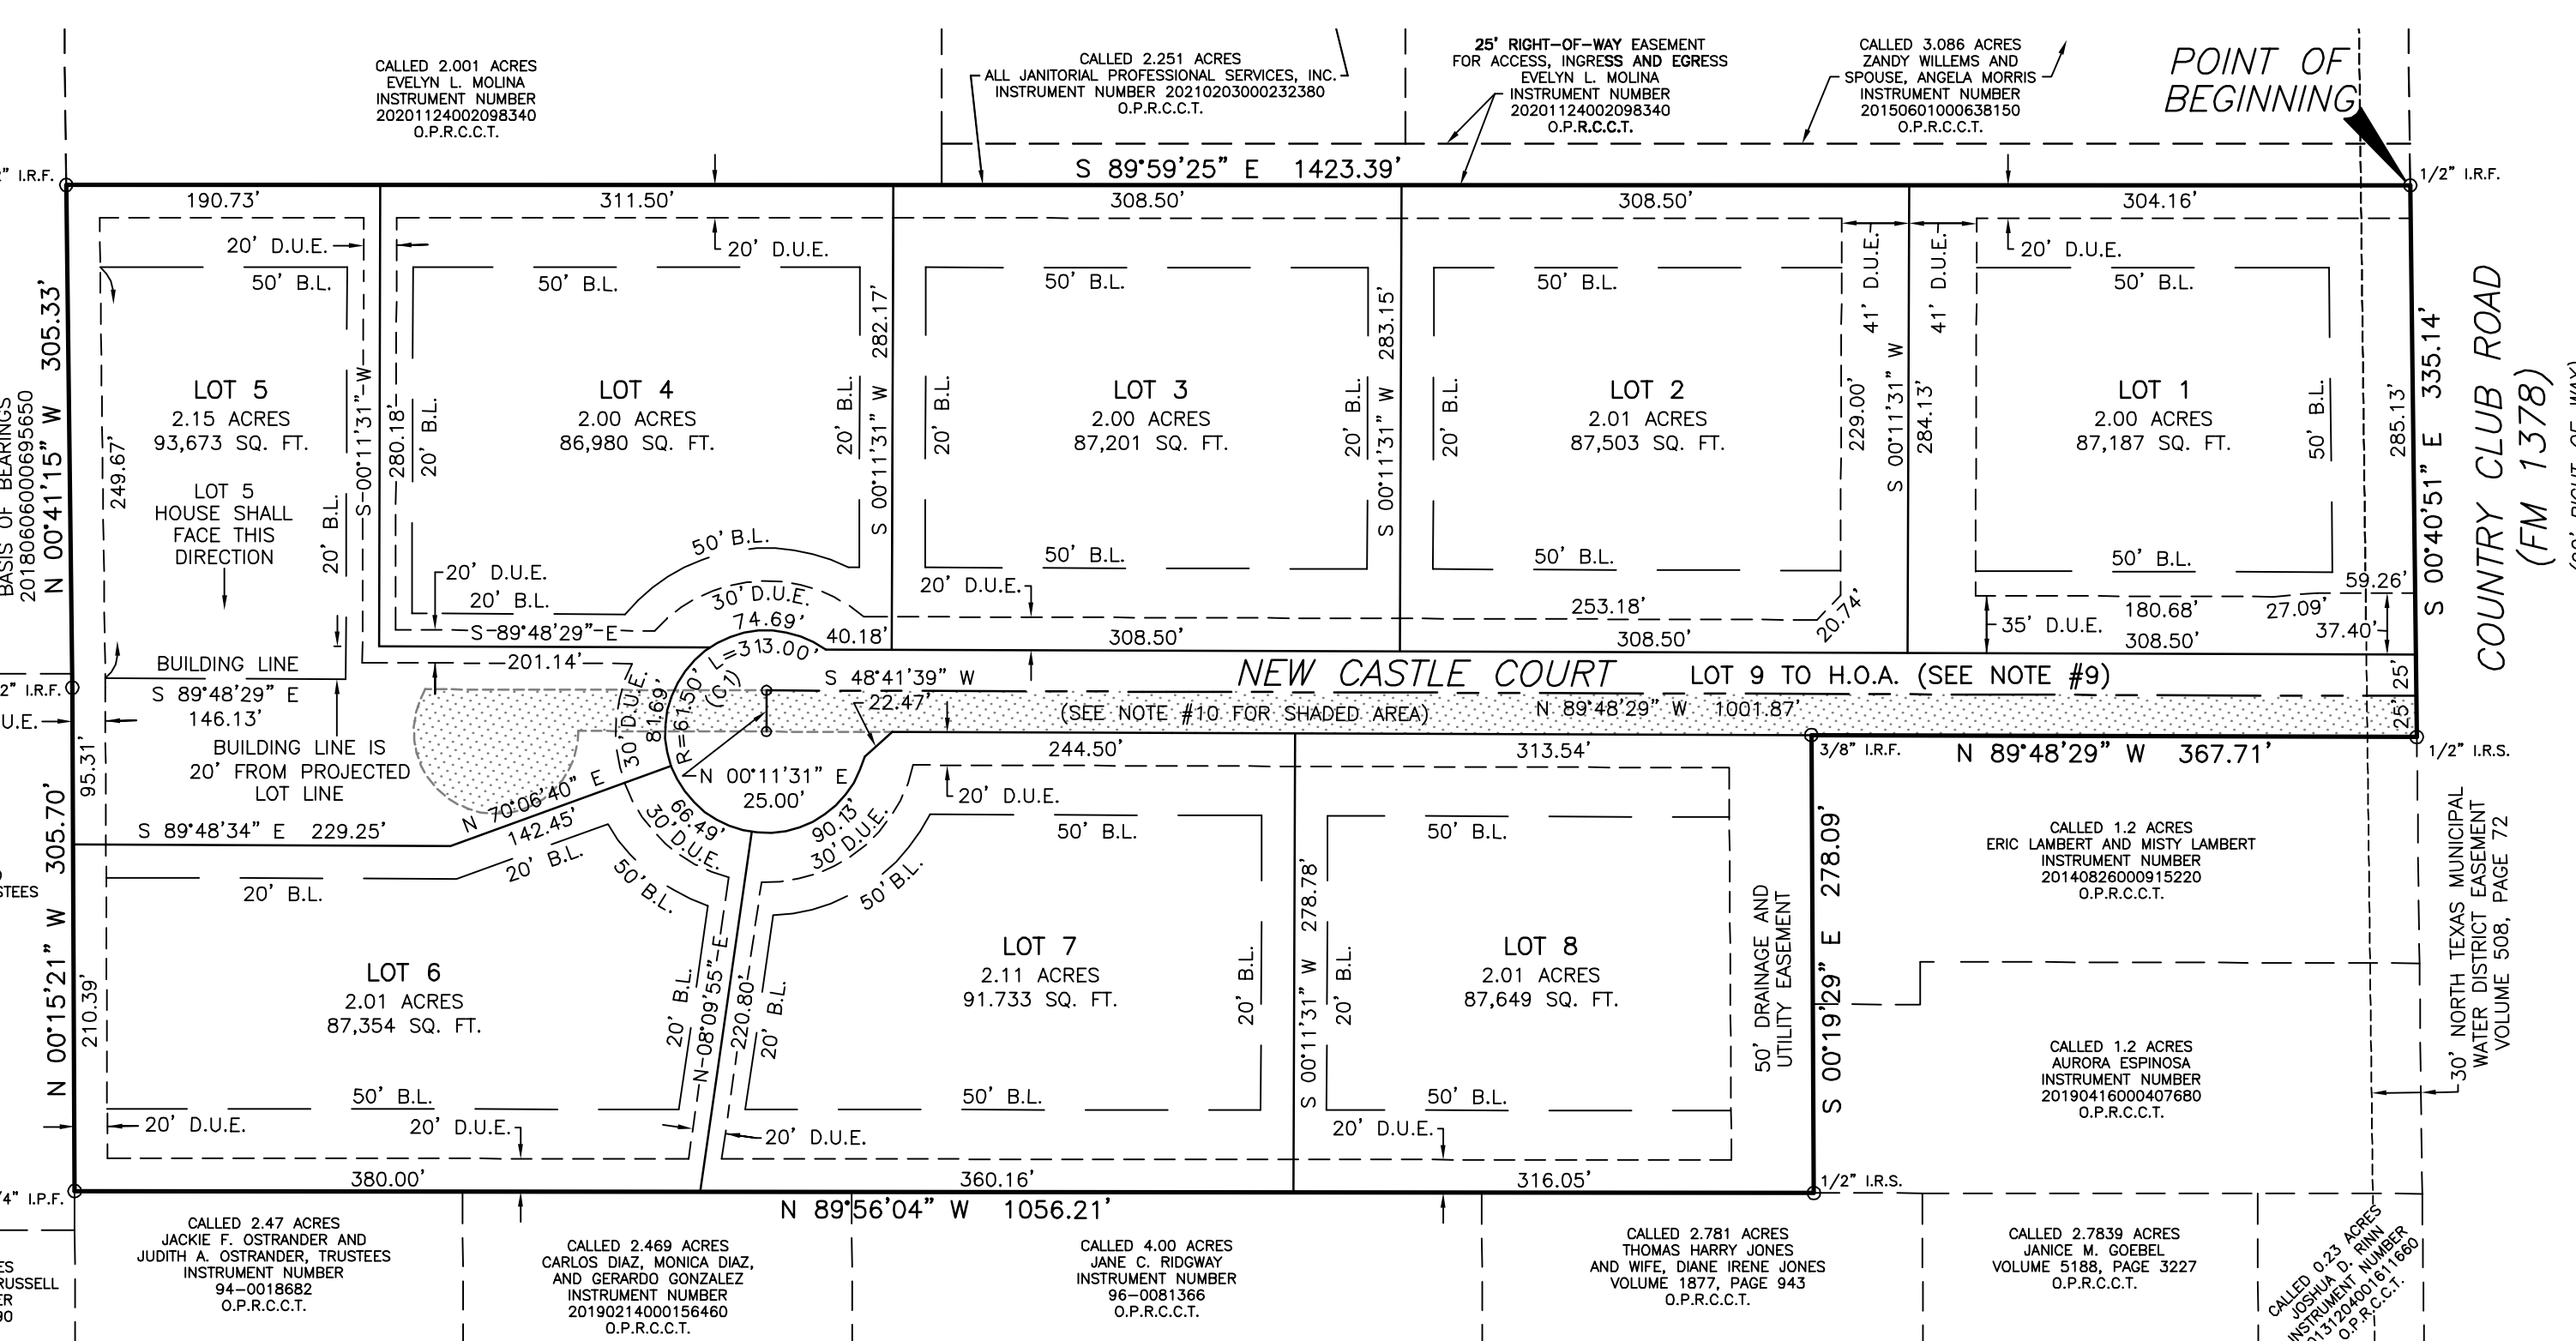 CALLED 2.001 ACRES
EVELYN L. MOLINA
INSTRUMENT NUMBER
20201124002098340
O.P.R.C.C.T.
CALLED 2.251 ACRES
ALL JANITORIAL PROFESSIONAL SERVICES, INC.
INSTRUMENT NUMBER 20210203000232380
O.P.R.C.C.T.
25' RIGHT-OF-WAY EASEMENT
FOR ACCESS, INGRESS AND EGRESS
EVELYN L. MOLINA
INSTRUMENT NUMBER
20201124002098340
O.P.R.C.C.T.
CALLED 3.086 ACRES
ZANDY WILLEMS AND
SPOUSE, ANGELA MORRIS
INSTRUMENT NUMBER
20150601000638150
O.P.R.C.C.T.
POINT OF
BEGINNING
S 89°59'25" E 1423.39'
2" I.R.F.
1/2" I.R.F.
190.73'
311.50'
308.50'
308.50'
304.16'
20' D.U.E.
20' D.U.E.
20' D.U.E.
41' D.U.E.
41' D.U.E.
50' B.L.
50' B.L.
50' B.L.
50' B.L.
50' B.L.
N 00°41'15" W 305.33'
BASIS OF BEARINGS
20180606000695650
249.67'
LOT 5
2.15 ACRES
93,673 SQ. FT.
LOT 5
HOUSE SHALL
FACE THIS
DIRECTION
20' B.L.
S 00°11'31" W
280.18'
20' B.L.
LOT 4
2.00 ACRES
86,980 SQ. FT.
20' B.L.
S 00°11'31" W 282.17'
20' B.L.
LOT 3
2.00 ACRES
87,201 SQ. FT.
20' B.L.
S 00°11'31" W 283.15'
20' B.L.
LOT 2
2.01 ACRES
87,503 SQ. FT.
229.00'
S 00°11'31" W
284.13'
LOT 1
2.00 ACRES
87,187 SQ. FT.
50' B.L.
285.13'
S 00°40'51" E 335.14'
COUNTRY CLUB ROAD
(FM 1378)
50' B.L.
50' B.L.
50' B.L.
50' B.L.
20' D.U.E.
20' B.L.
30' D.U.E.
20' D.U.E.
S 89°48'29" E
74.69'
40.18'
308.50'
253.18'
308.50'
20.74'
35' D.U.E.
180.68'
308.50'
27.09'
59.26'
37.40'
BUILDING LINE
S 89°48'29" E
146.13'
2" I.R.F.
U.E.
201.14'
30' D.U.E.
81.69'
R=61.50' L=313.00'
(C1)
S 48°41'39" W
22.47'
NEW CASTLE COURT
LOT 9 TO H.O.A. (SEE NOTE #9)
(SEE NOTE #10 FOR SHADED AREA)
N 89°48'29" W 1001.87'
25'
25'
BUILDING LINE IS
20' FROM PROJECTED
LOT LINE
95.31'
N 00°11'31" E
25.00'
244.50'
313.54'
3/8" I.R.F.
N 89°48'29" W 367.71'
1/2" I.R.S.
S 89°48'34" E 229.25'
N 70°06'40" E
142.45'
66.49'
30' D.U.E.
90.13'
30' D.U.E.
20' D.U.E.
20' B.L.
20' B.L.
50' B.L.
50' B.L.
50' B.L.
50' B.L.
STEES
N 00°15'21" W 305.70'
210.39'
LOT 6
2.01 ACRES
87,354 SQ. FT.
20' B.L.
N 08°09'55" E
220.80'
20' B.L.
LOT 7
2.11 ACRES
91.733 SQ. FT.
20' B.L.
S 00°11'31" W 278.78'
20' B.L.
LOT 8
2.01 ACRES
87,649 SQ. FT.
50' DRAINAGE AND
UTILITY EASEMENT
S 00°19'29" E 278.09'
CALLED 1.2 ACRES
ERIC LAMBERT AND MISTY LAMBERT
INSTRUMENT NUMBER
20140826000915220
O.P.R.C.C.T.
CALLED 1.2 ACRES
AURORA ESPINOSA
INSTRUMENT NUMBER
20190416000407680
O.P.R.C.C.T.
30' NORTH TEXAS MUNICIPAL
WATER DISTRICT EASEMENT
VOLUME 508, PAGE 72
50' B.L.
50' B.L.
50' B.L.
20' D.U.E.
20' D.U.E.
20' D.U.E.
20' D.U.E.
380.00'
360.16'
316.05'
/4" I.P.F.
1/2" I.R.S.
N 89°56'04" W 1056.21'
CALLED 2.47 ACRES
JACKIE F. OSTRANDER AND
JUDITH A. OSTRANDER, TRUSTEES
INSTRUMENT NUMBER
94-0018682
O.P.R.C.C.T.
CALLED 2.469 ACRES
CARLOS DIAZ, MONICA DIAZ,
AND GERARDO GONZALEZ
INSTRUMENT NUMBER
20190214000156460
O.P.R.C.C.T.
CALLED 4.00 ACRES
JANE C. RIDGWAY
INSTRUMENT NUMBER
96-0081366
O.P.R.C.C.T.
CALLED 2.781 ACRES
THOMAS HARRY JONES
AND WIFE, DIANE IRENE JONES
VOLUME 1877, PAGE 943
O.P.R.C.C.T.
CALLED 2.7839 ACRES
JANICE M. GOEBEL
VOLUME 5188, PAGE 3227
O.P.R.C.C.T.
CALLED 0.23 ACRES
JOSHUA D. RINN
INSTRUMENT NUMBER
0131204001611660
O.P.R.C.C.T.
ES
RUSSELL
ER
90